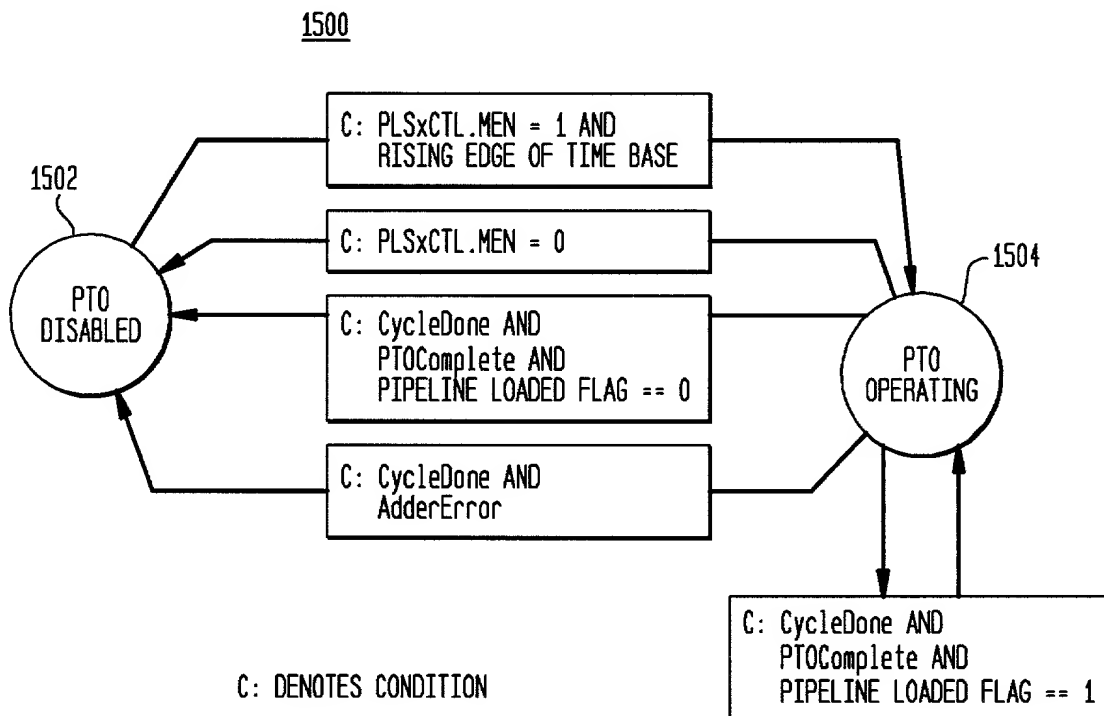 1500
C: PLSxCTL.MEN = 1 AND
RISING EDGE OF TIME BASE
1502
C: PLSxCTL.MEN = 0
1504
PTO
DISABLED
C: CycleDone AND
PTOComplete AND
PIPELINE LOADED FLAG == 0
PTO
OPERATING
C: CycleDone AND
AdderError
C: CycleDone AND
PTOComplete AND
PIPELINE LOADED FLAG == 1
C: DENOTES CONDITION